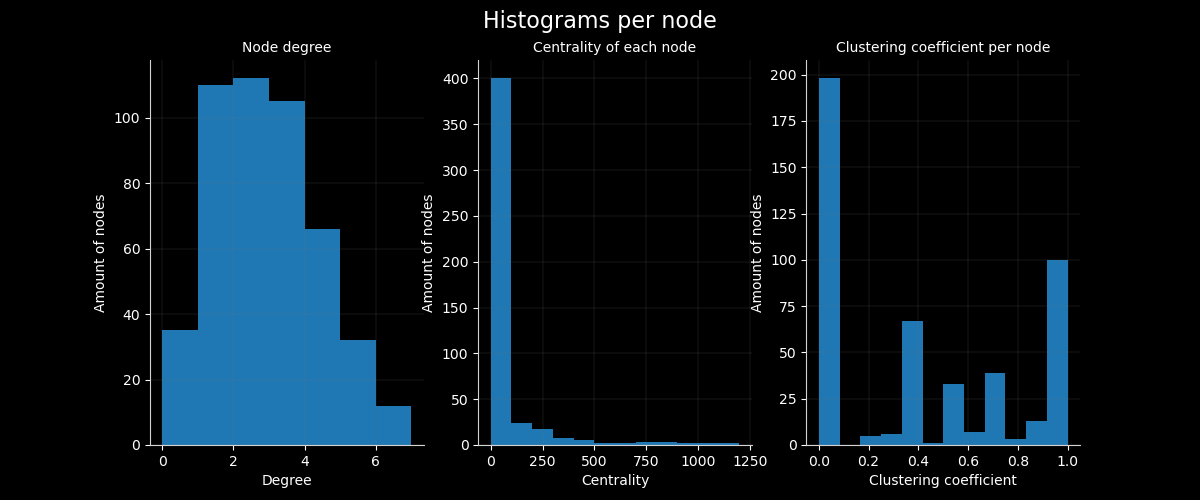 Histograms per node
Node degree
Amount of nodes
100
80
60
40
20
0
0 2 4 6
Degree
Centrality of each node
Amount of nodes
400
350
300
250
200
150
100
50
0
0 250 500 750 1000 1250
Centrality
Clustering coefficient per node
Amount of nodes
200
175
150
125
100
75
50
25
0
0.0 0.2 0.4 0.6 0.8 1.0
Clustering coefficient